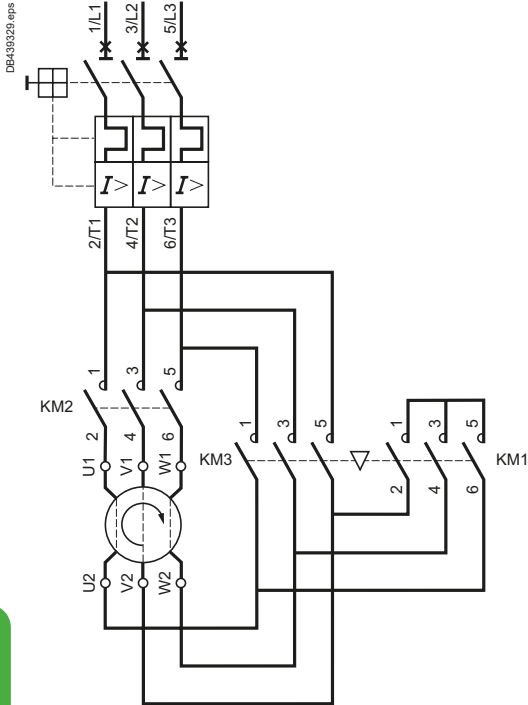 DB439329.eps
1/L1 3/L2 5/L3
I> I> I>
2/T1 4/T2 6/T3
1 3 5
KM2
2 4 6
U1 V1 W1
1 3 5
KM3
1 3 5
KM1
2 4 6
U2 V2 W2